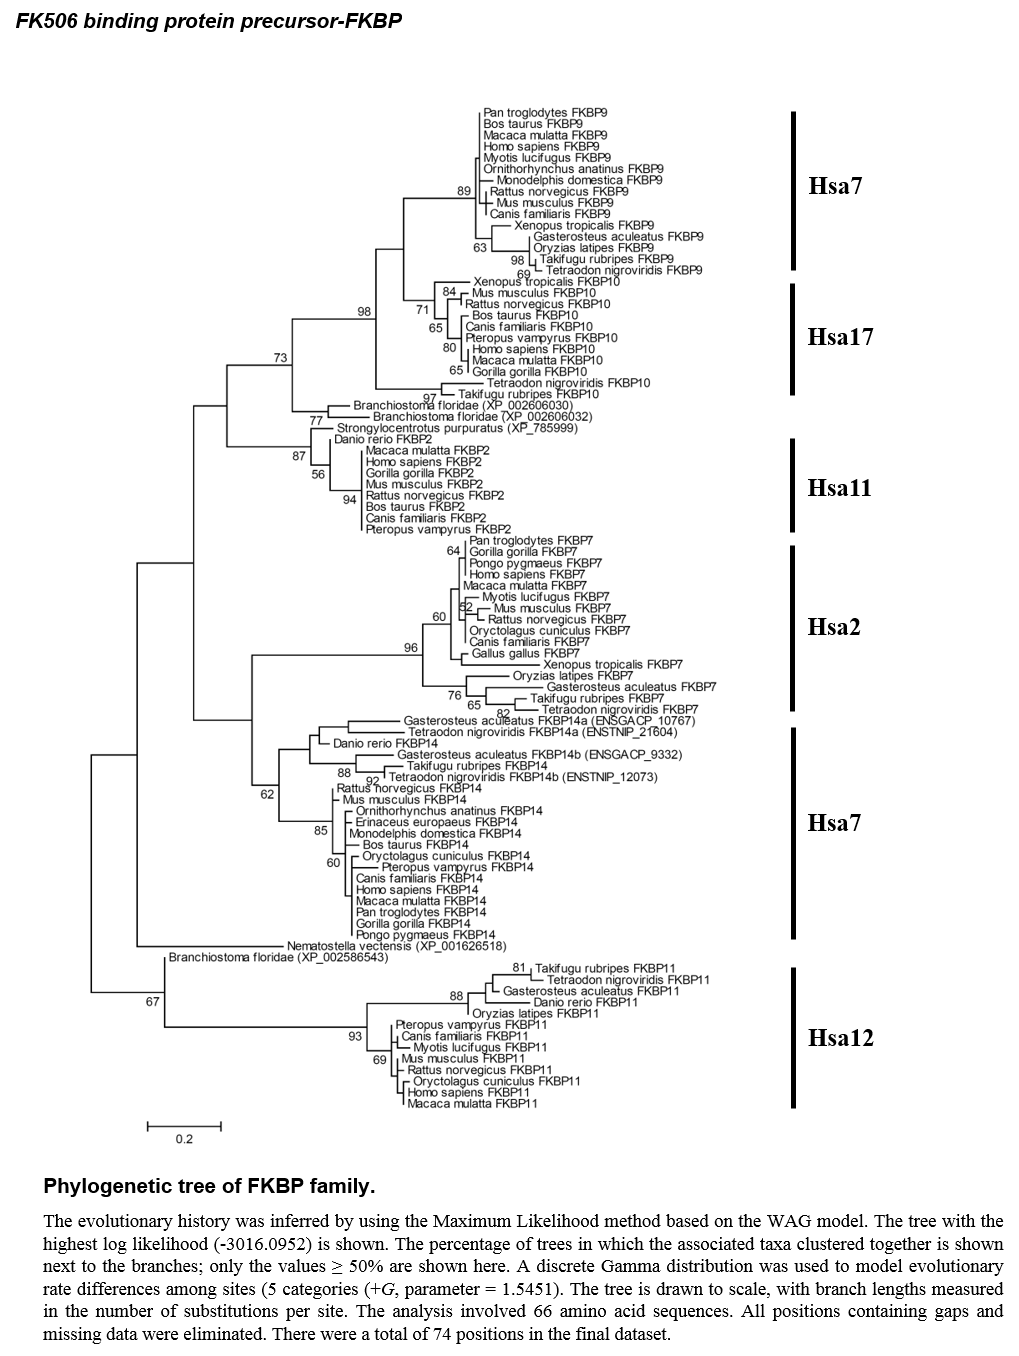 FK506 binding protein precursor-FKBP
Pan troglodytes FKBP9
Bos taurus FKBP9
Macaca mulatta FKBP9
Homo sapiens FKBP9
Myotis lucifugus FKBP9
Ornithorhynchus anatinus FKBP9
Monodelphis domestica FKBP9
89
Rattus norvegicus FKBP9
Mus musculus FKBP9
Canis familiaris FKBP9
Hsa7
Xenopus tropicalis FKBP9
Gasterosteus aculeatus FKBP9
63
Oryzias latipes FKBP9
98
Takifugu rubripes FKBP9
69
Tetraodon nigroviridis FKBP9
Xenopus tropicalis FKBP10
84
Mus musculus FKBP10
71
Rattus norvegicus FKBP10
98
Bos taurus FKBP10
65
Canis familiaris FKBP10
Pteropus vampyrus FKBP10
Hsa17
80
Homo sapiens FKBP10
73
Macaca mulatta FKBP10
65
Gorilla gorilla FKBP10
Tetraodon nigroviridis FKBP10
97
Takifugu rubripes FKBP10
Branchiostoma floridae (XP_002606030)
77
Branchiostoma floridae (XP_002606032)
Strongylocentrotus purpuratus (XP_785999)
Danio rerio FKBP2
87
Macaca mulatta FKBP2
Homo sapiens FKBP2
56
Gorilla gorilla FKBP2
Mus musculus FKBP2
Hsa11
94
Rattus norvegicus FKBP2
Bos taurus FKBP2
Canis familiaris FKBP2
Pteropus vampyrus FKBP2
Pan troglodytes FKBP7
64
Gorilla gorilla FKBP7
Pongo pygmaeus FKBP7
Homo sapiens FKBP7
Macaca mulatta FKBP7
Myotis lucifugus FKBP7
52
Mus musculus FKBP7
60
Rattus norvegicus FKBP7
Oryctolagus cuniculus FKBP7
Hsa2
Canis familiaris FKBP7
96
Gallus gallus FKBP7
Xenopus tropicalis FKBP7
Oryzias latipes FKBP7
76
Gasterosteus aculeatus FKBP7
65
Takifugu rubripes FKBP7
82
Tetraodon nigroviridis FKBP7
Gasterosteus aculeatus FKBP14a (ENSGACP_10767)
Tetraodon nigroviridis FKBP14a (ENSTNIP_21604)
Danio rerio FKBP14
Gasterosteus aculeatus FKBP14b (ENSGACP_9332)
88
Takifugu rubripes FKBP14
92
Tetraodon nigroviridis FKBP14b (ENSTNIP_12073)
62
Rattus norvegicus FKBP14
Mus musculus FKBP14
Ornithorhynchus anatinus FKBP14
Erinaceus europaeus FKBP14
Hsa7
85
Monodelphis domestica FKBP14
Bos taurus FKBP14
60
Oryctolagus cuniculus FKBP14
Pteropus vampyrus FKBP14
Canis familiaris FKBP14
Homo sapiens FKBP14
Macaca mulatta FKBP14
Pan troglodytes FKBP14
Gorilla gorilla FKBP14
Pongo pygmaeus FKBP14
Nematostella vectensis (XP_001626518)
Branchiostoma floridae (XP_002586543)
81
Takifugu rubripes FKBP11
Tetraodon nigroviridis FKBP11
88
Gasterosteus aculeatus FKBP11
67
Danio rerio FKBP11
Oryzias latipes FKBP11
Pteropus vampyrus FKBP11
93
Canis familiaris FKBP11
Hsa12
Myotis lucifugus FKBP11
69
Mus musculus FKBP11
Rattus norvegicus FKBP11
Oryctolagus cuniculus FKBP11
Homo sapiens FKBP11
Macaca mulatta FKBP11
0.2
Phylogenetic tree of FKBP family.
The evolutionary history was inferred by using the Maximum Likelihood method based on the WAG model. The tree with the
highest log likelihood (-3016.0952) is shown. The percentage of trees in which the associated taxa clustered together is shown
next to the branches; only the values ≥ 50% are shown here. A discrete Gamma distribution was used to model evolutionary
rate differences among sites (5 categories (+G, parameter = 1.5451). The tree is drawn to scale, with branch lengths measured
in the number of substitutions per site. The analysis involved 66 amino acid sequences. All positions containing gaps and
missing data were eliminated. There were a total of 74 positions in the final dataset.